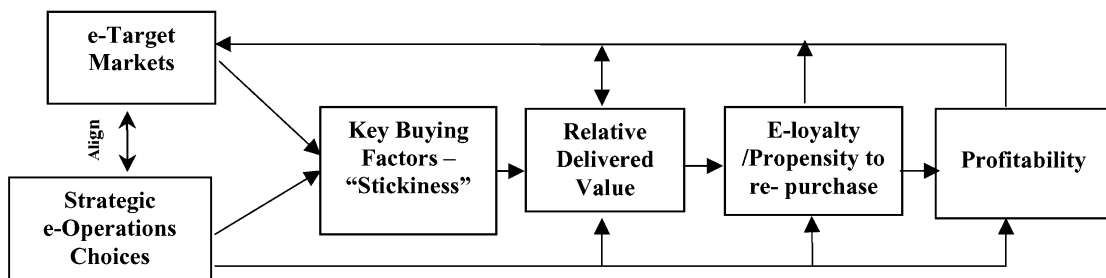 e-Target
Markets
Align
Strategic
e-Operations
Choices
Key Buying
Factors –
“Stickiness”
Relative
Delivered
Value
E-loyalty
/Propensity to
re- purchase
Profitability